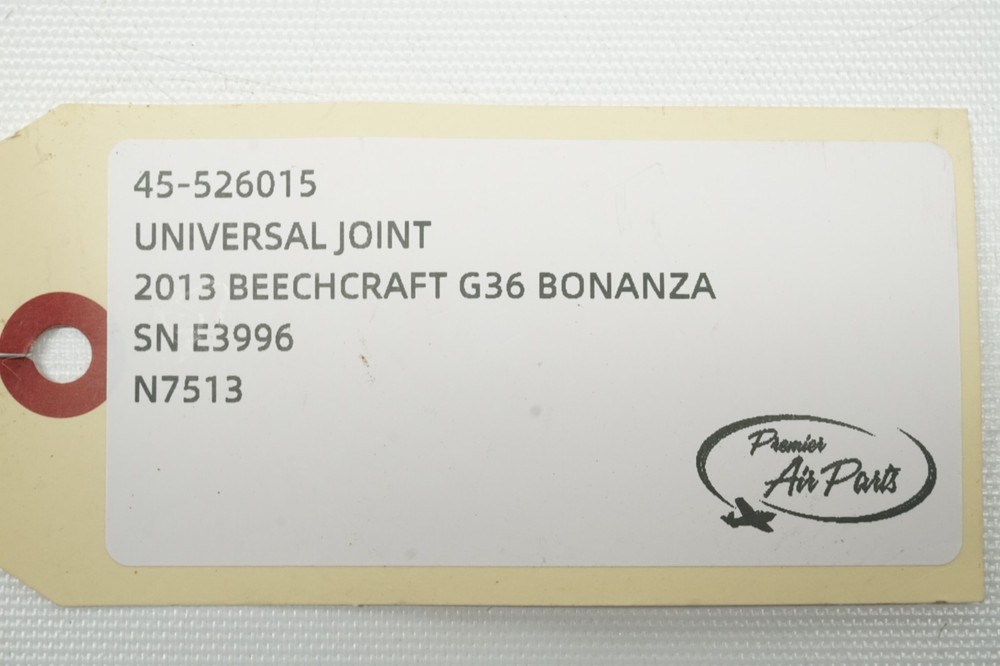 45-526015
UNIVERSAL JOINT
2013 BEECHCRAFT G36 BONANZA
SN E3996
N7513
Premier
Air Parts